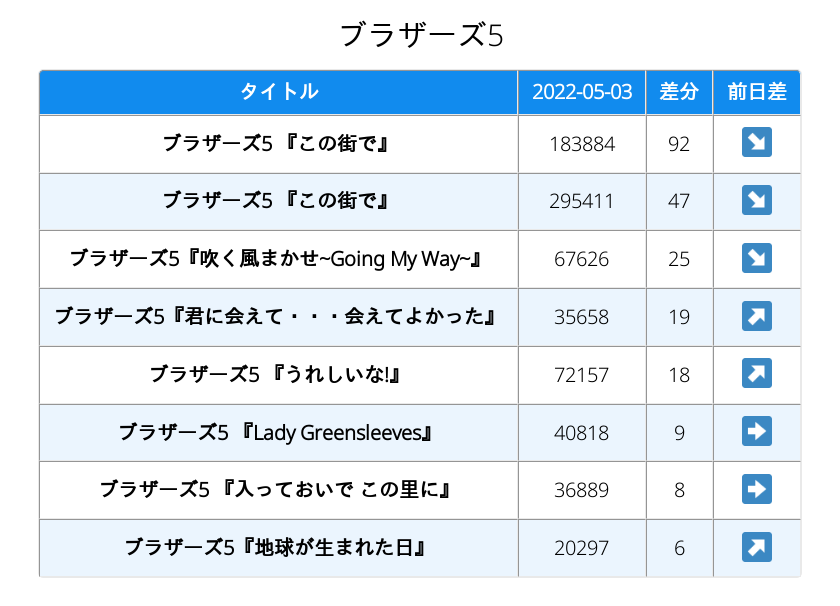 ブラザーズ5
タイトル 2022-05-03 差分 前日差
ブラザーズ5 『この街で』 183884 92 ↘
ブラザーズ5 『この街で』 295411 47 ↘
ブラザーズ5『吹く風まかせ~Going My Way~』 67626 25 ↘
ブラザーズ5『君に会えて・・・会えてよかった』 35658 19 ↗
ブラザーズ5 『うれしいな!』 72157 18 ↗
ブラザーズ5 『Lady Greensleeves』 40818 9 ➡
ブラザーズ5 『入っておいで この里に』 36889 8 ➡
ブラザーズ5『地球が生まれた日』 20297 6 ↗